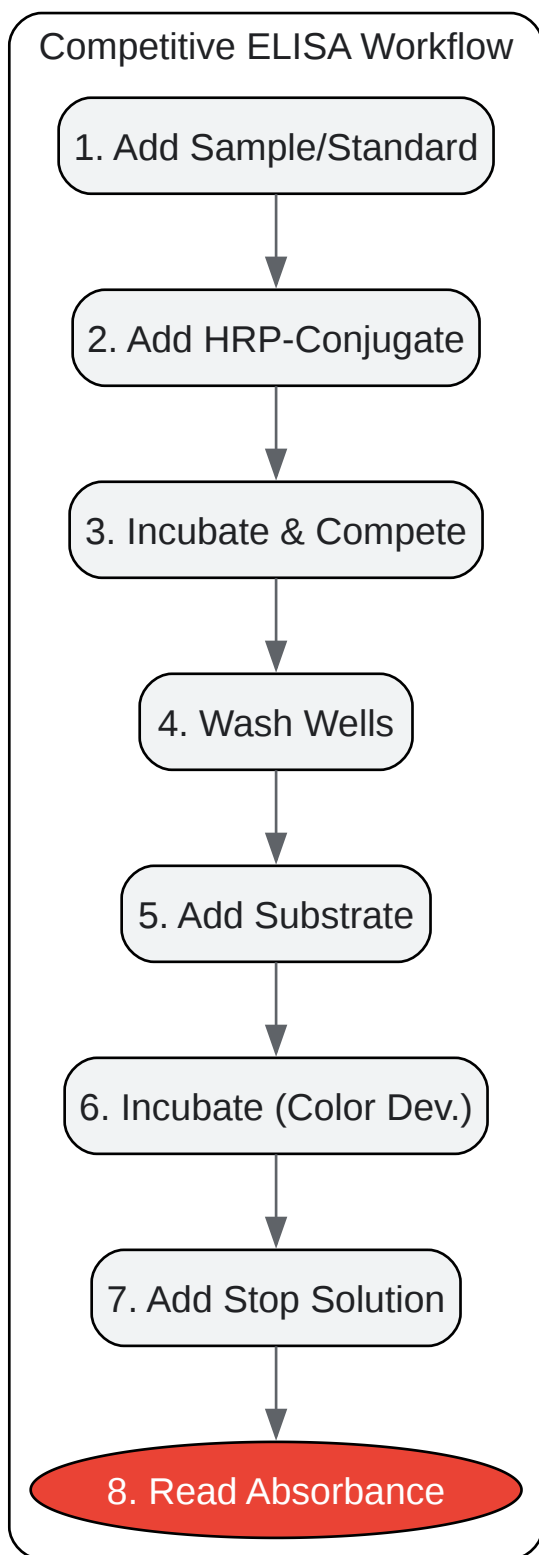 Competitive ELISA Workflow
1. Add Sample/Standard
2. Add HRP-Conjugate
3. Incubate & Compete
4. Wash Wells
5. Add Substrate
6. Incubate (Color Dev.)
7. Add Stop Solution
8. Read Absorbance